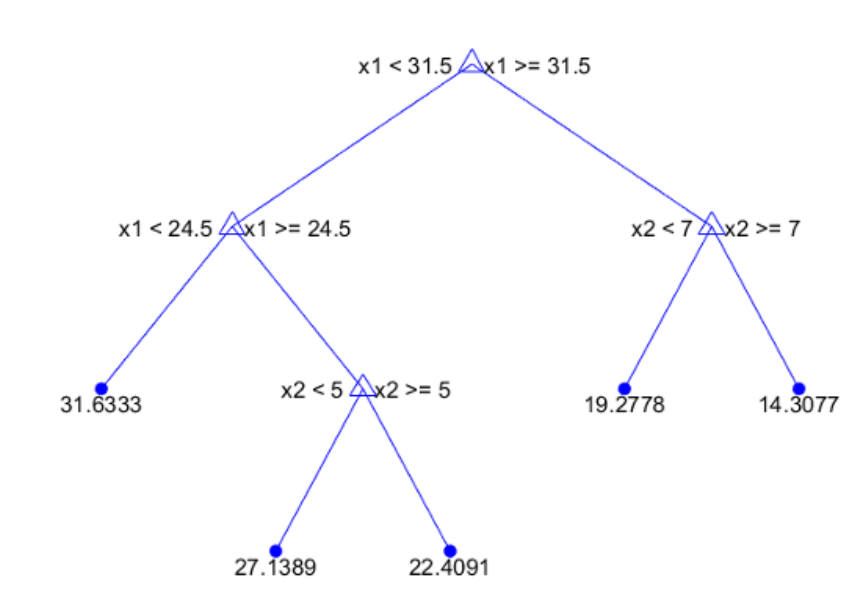 x1 < 31.5 x1 >= 31.5
x1 < 24.5 x1 >= 24.5 x2 < 7 x2 >= 7
31.6333 x2 < 5 x2 >= 5 19.2778 14.3077
27.1389 22.4091